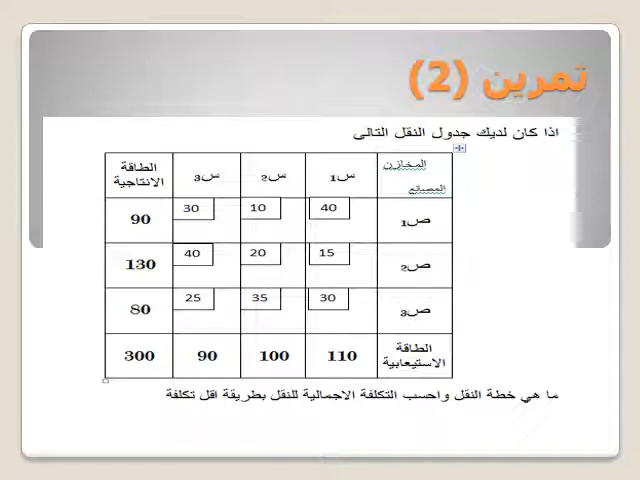 تمرين (2)
اذا كان لديك جدول النقل التالى
المخازن المصانع س1 س2 س3 الطاقة الانتاجية
ص1 40 10 30 90
ص2 15 20 40 130
ص3 30 35 25 80
الطاقة الاستيعابية 110 100 90 300
ما هي خطة النقل واحسب التكلفة الاجمالية للنقل بطريقة اقل تكلفة